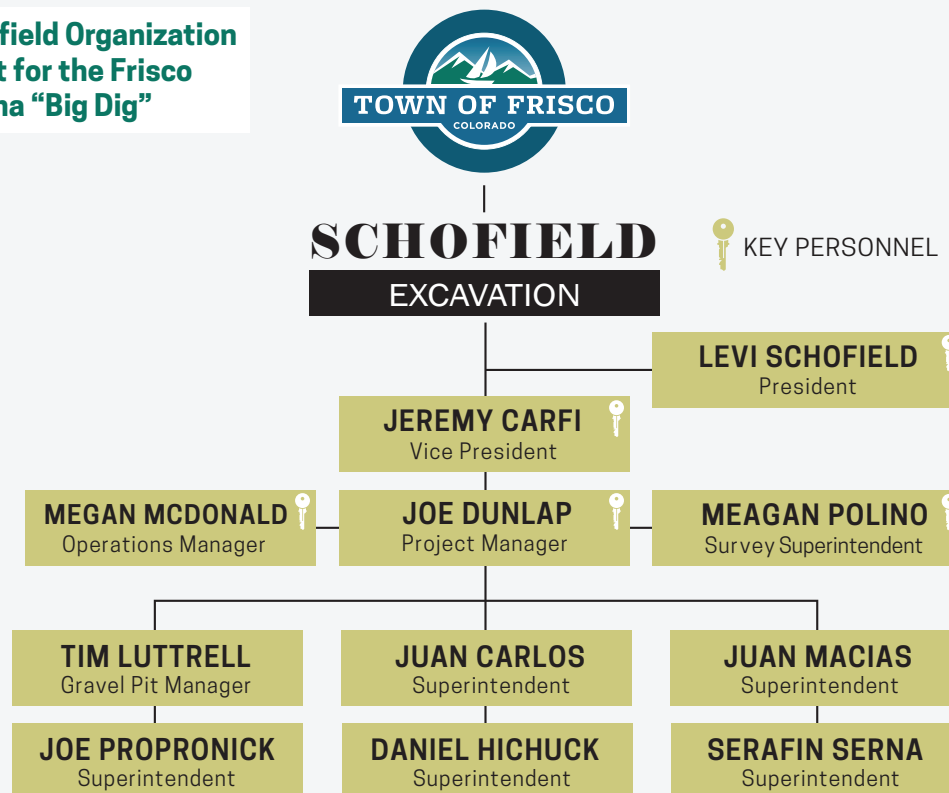 field Organization
t for the Frisco
na “Big Dig”
TOWN OF FRISCO
COLORADO
SCHOFIELD
EXCAVATION
KEY PERSONNEL
LEVI SCHOFIELD
President
JEREMY CARFI
Vice President
MEGAN MCDONALD
Operations Manager
JOE DUNLAP
Project Manager
MEAGAN POLINO
Survey Superintendent
TIM LUTTRELL
Gravel Pit Manager
JUAN CARLOS
Superintendent
JUAN MACIAS
Superintendent
JOE PROPRONICK
Superintendent
DANIEL HICHUCK
Superintendent
SERAFIN SERNA
Superintendent